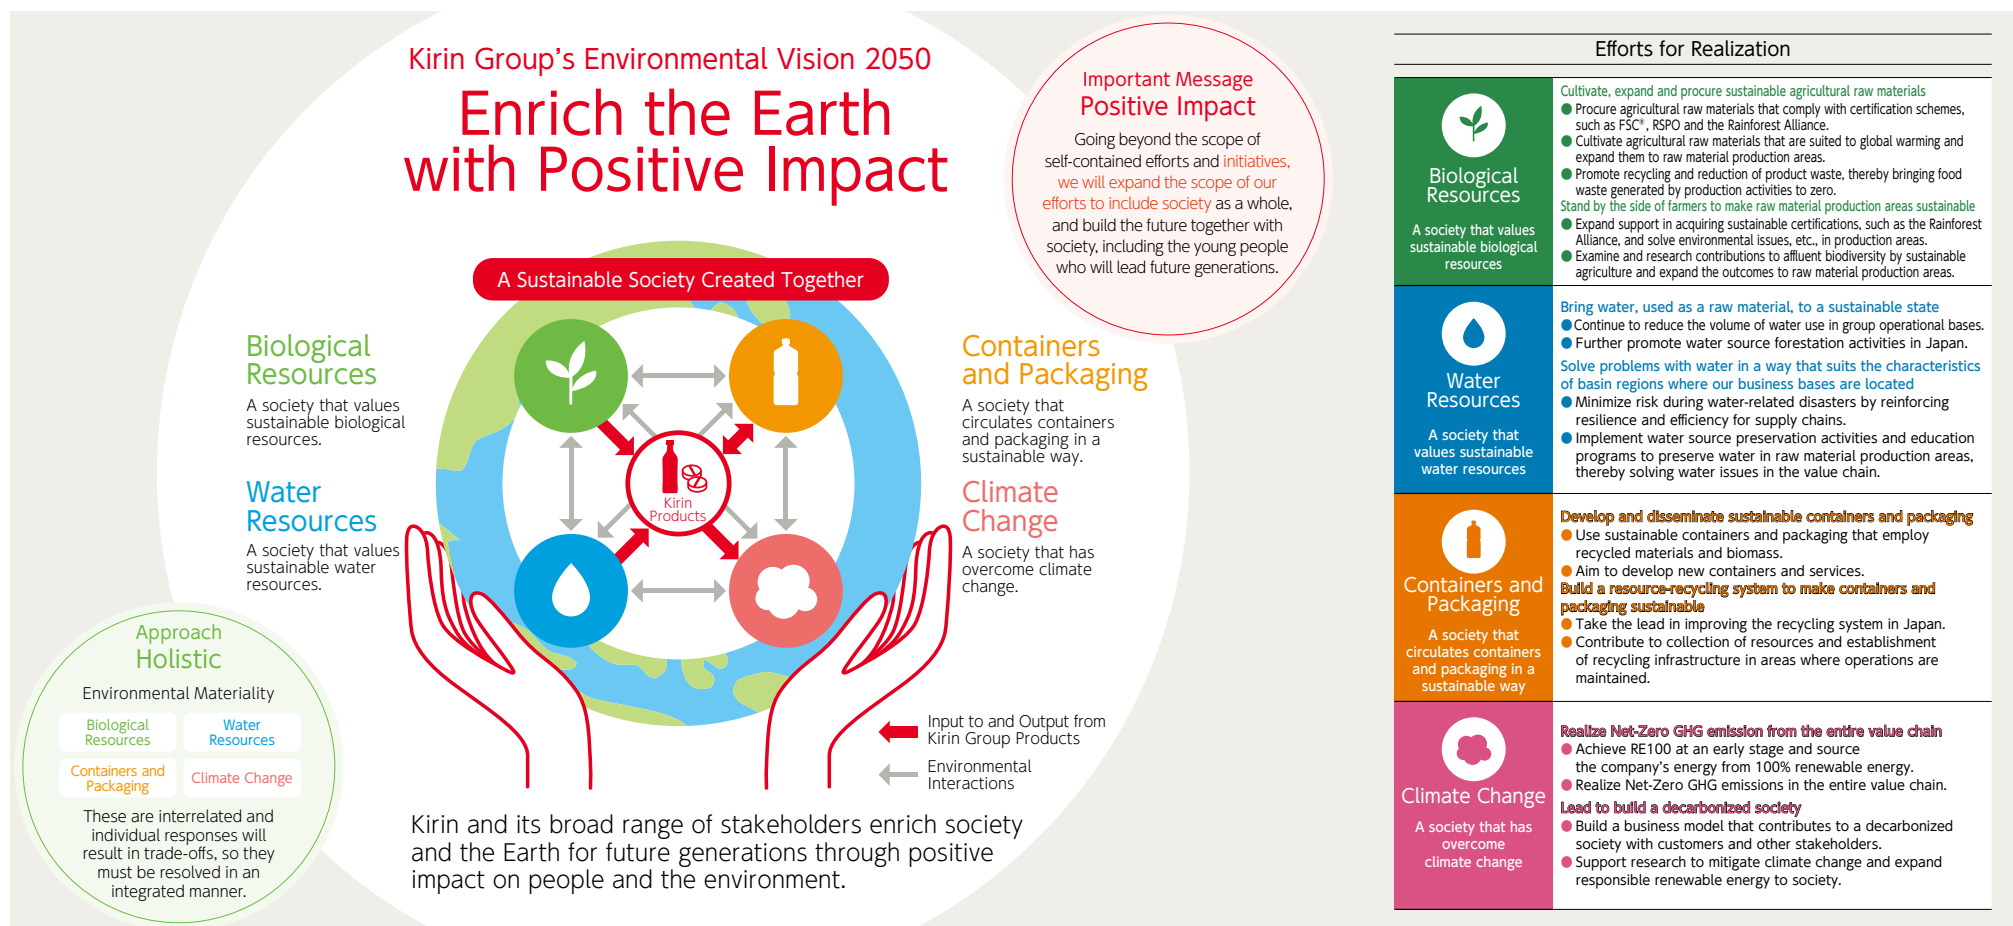 Kirin Group's Environmental Vision 2050
Enrich the Earth
with Positive Impact
Important Message
Positive Impact
Going beyond the scope of
self-contained efforts and initiatives,
we will expand the scope of our
efforts to include society as a whole,
and build the future together with
society, including the young people
who will lead future generations.
A Sustainable Society Created Together
Biological
Resources
A society that values
sustainable biological
resources.
Water
Resources
A society that values
sustainable water
resources.
Containers
and Packaging
A society that
circulates containers
and packaging in a
sustainable way.
Climate
Change
A society that has
overcome climate
change.
Kirin
Products
Approach
Holistic
Environmental Materiality
Biological
Resources
Water
Resources
Containers and
Packaging
Climate Change
These are interrelated and
individual responses will
result in trade-offs, so they
must be resolved in an
integrated manner.
Input to and Output from
Kirin Group Products
Environmental
Interactions
Kirin and its broad range of stakeholders enrich society
and the Earth for future generations through positive
impact on people and the environment.
Efforts for Realization
Biological
Resources
A society that values
sustainable biological
resources
Cultivate, expand and procure sustainable agricultural raw materials
● Procure agricultural raw materials that comply with certification schemes,
such as FSC®, RSPO and the Rainforest Alliance.
● Cultivate agricultural raw materials that are suited to global warming and
expand them to raw material production areas.
● Promote recycling and reduction of product waste, thereby bringing food
waste generated by production activities to zero.
Stand by the side of farmers to make raw material production areas sustainable
● Expand support in acquiring sustainable certifications, such as the Rainforest
Alliance, and solve environmental issues, etc., in production areas.
● Examine and research contributions to affluent biodiversity by sustainable
agriculture and expand the outcomes to raw material production areas.
Water
Resources
A society that
values sustainable
water resources
Bring water, used as a raw material, to a sustainable state
● Continue to reduce the volume of water use in group operational bases.
● Further promote water source forestation activities in Japan.
Solve problems with water in a way that suits the characteristics
of basin regions where our business bases are located
● Minimize risk during water-related disasters by reinforcing
resilience and efficiency for supply chains.
● Implement water source preservation activities and education
programs to preserve water in raw material production areas,
thereby solving water issues in the value chain.
Containers and
Packaging
A society that
circulates containers
and packaging in a
sustainable way
Develop and disseminate sustainable containers and packaging
● Use sustainable containers and packaging that employ
recycled materials and biomass.
● Aim to develop new containers and services.
Build a resource-recycling system to make containers and
packaging sustainable
● Take the lead in improving the recycling system in Japan.
● Contribute to collection of resources and establishment
of recycling infrastructure in areas where operations are
maintained.
Climate Change
A society that has
overcome
climate change
Realize Net-Zero GHG emission from the entire value chain
● Achieve RE100 at an early stage and source
the company's energy from 100% renewable energy.
● Realize Net-Zero GHG emissions in the entire value chain.
Lead to build a decarbonized society
● Build a business model that contributes to a decarbonized
society with customers and other stakeholders.
● Support research to mitigate climate change and expand
responsible renewable energy to society.